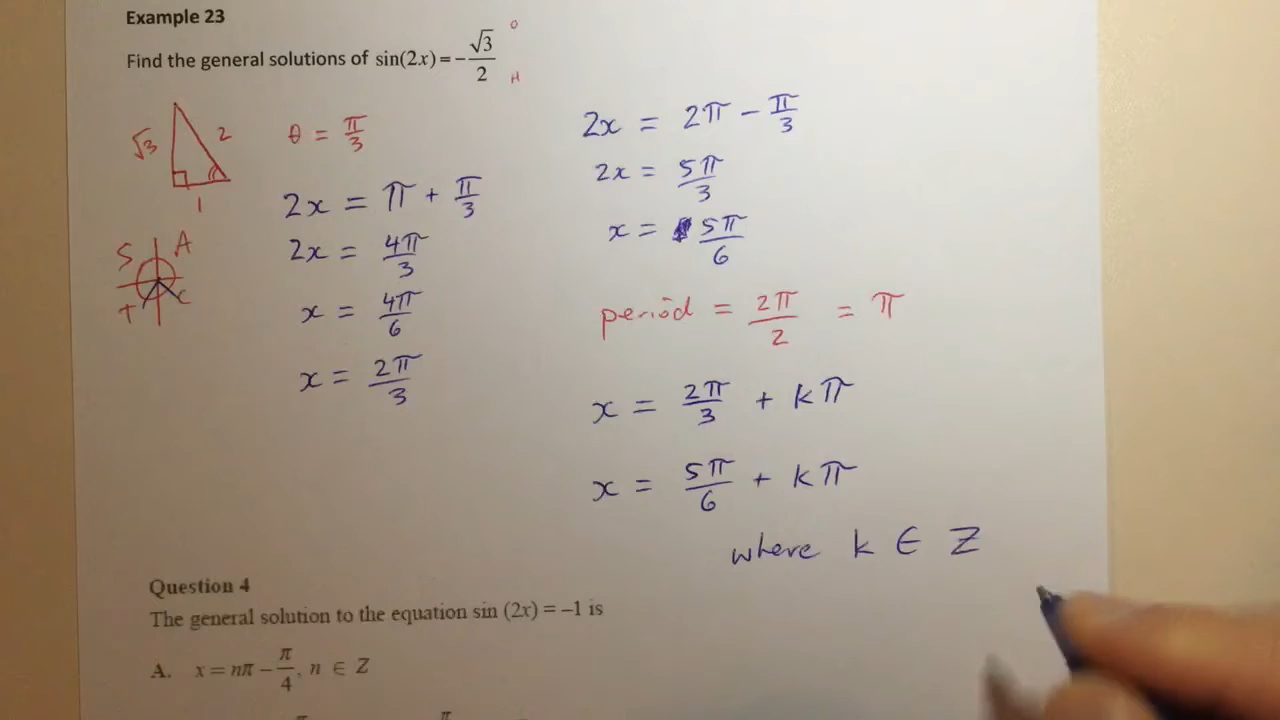 Example 23
Find the general solutions of sin(2x) = -√3/2
O
H
√3 2
1
θ = π/3
S A
T C
2x = π + π/3
2x = 4π/3
x = 4π/6
x = 2π/3
2x = 2π - π/3
2x = 5π/3
x = 5π/6
period = 2π/2 = π
x = 2π/3 + kπ
x = 5π/6 + kπ
where k ∈ Z
Question 4
The general solution to the equation sin (2x) = –1 is
A. x = nπ – π/4, n ∈ Z